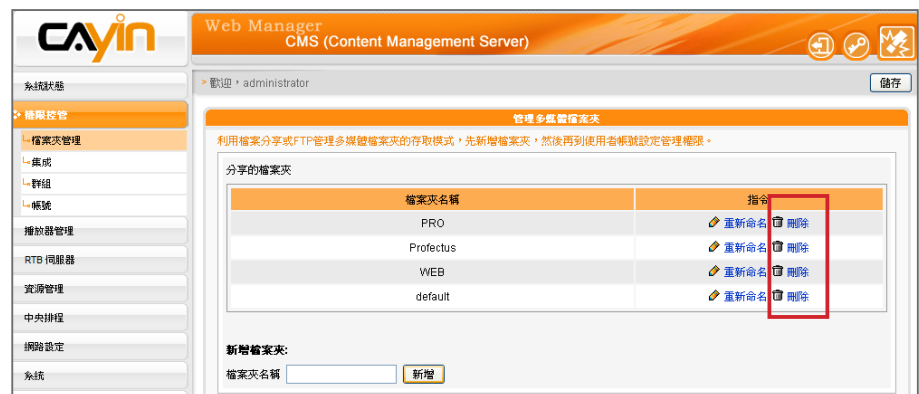 CAYIN
Web Manager
CMS (Content Management Server)
系統狀態
>歡迎，administrator
儲存
權限控管
管理多媒體檔案夾
檔案夾管理
利用檔案分享或FTP管理多媒體檔案夾的存取模式，先新增檔案夾，然後再到使用者帳號設定管理權限。
集成
分享的檔案夾
群組
檔案夾名稱 指令
帳號
PRO 重新命名 刪除
播放器管理
Profectus 重新命名 刪除
RTB 伺服器
WEB 重新命名 刪除
資源管理
default 重新命名 刪除
中央排程
網路設定
新增檔案夾:
系統
檔案夾名稱 新增